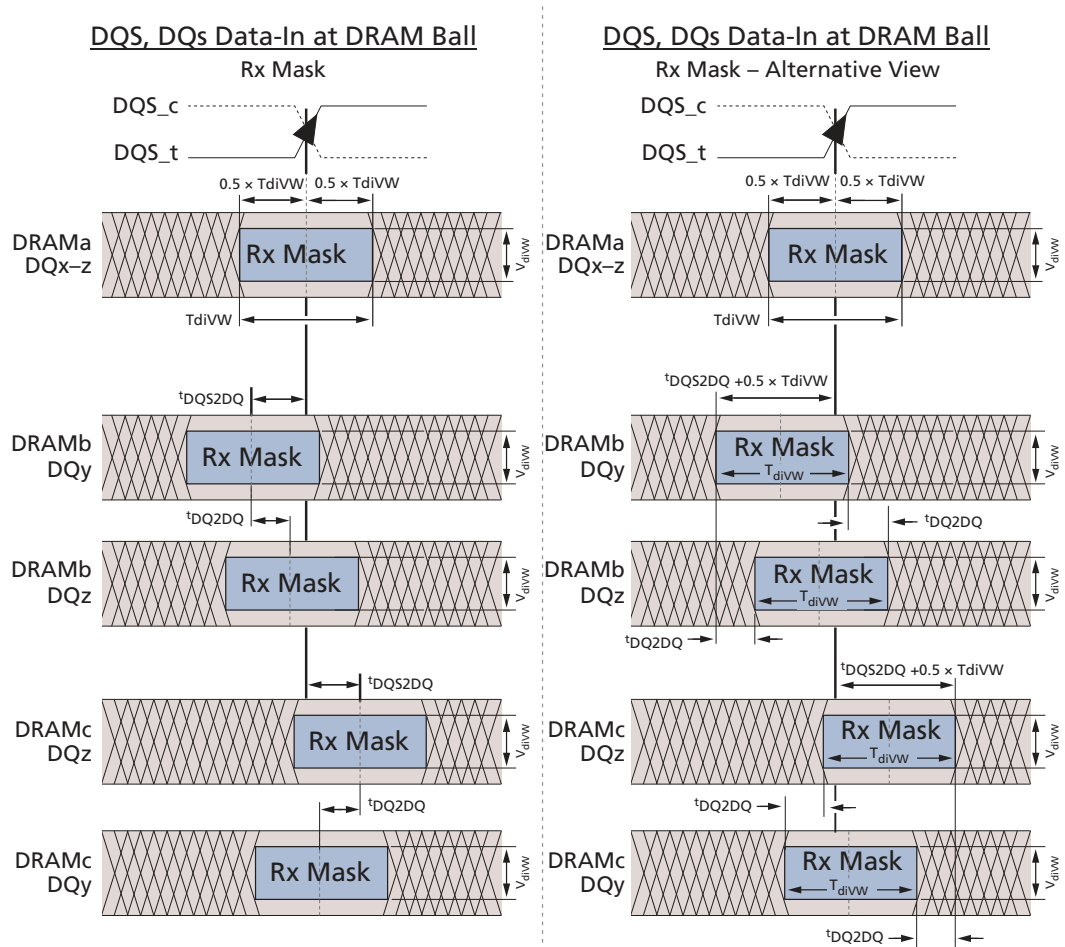 DQS, DQs Data-In at DRAM Ball
Rx Mask
DQS_c
DQS_t
0.5 × TdiVW
0.5 × TdiVW
DRAMa
DQx–z
Rx Mask
VdiVW
TdiVW
tDQS2DQ
DRAMb
DQy
Rx Mask
VdiVW
tDQ2DQ
DRAMb
DQz
Rx Mask
VdiVW
tDQS2DQ
DRAMc
DQz
Rx Mask
VdiVW
tDQ2DQ
DRAMc
DQy
Rx Mask
VdiVW
DQS, DQs Data-In at DRAM Ball
Rx Mask – Alternative View
DQS_c
DQS_t
0.5 × TdiVW
0.5 × TdiVW
DRAMa
DQx–z
Rx Mask
VdiVW
TdiVW
tDQS2DQ +0.5 × TdiVW
DRAMb
DQy
Rx Mask
TdiVW
VdiVW
tDQ2DQ
DRAMb
DQz
Rx Mask
TdiVW
VdiVW
tDQ2DQ
tDQS2DQ +0.5 × TdiVW
DRAMc
DQz
Rx Mask
TdiVW
VdiVW
tDQ2DQ
DRAMc
DQy
Rx Mask
TdiVW
VdiVW
tDQ2DQ